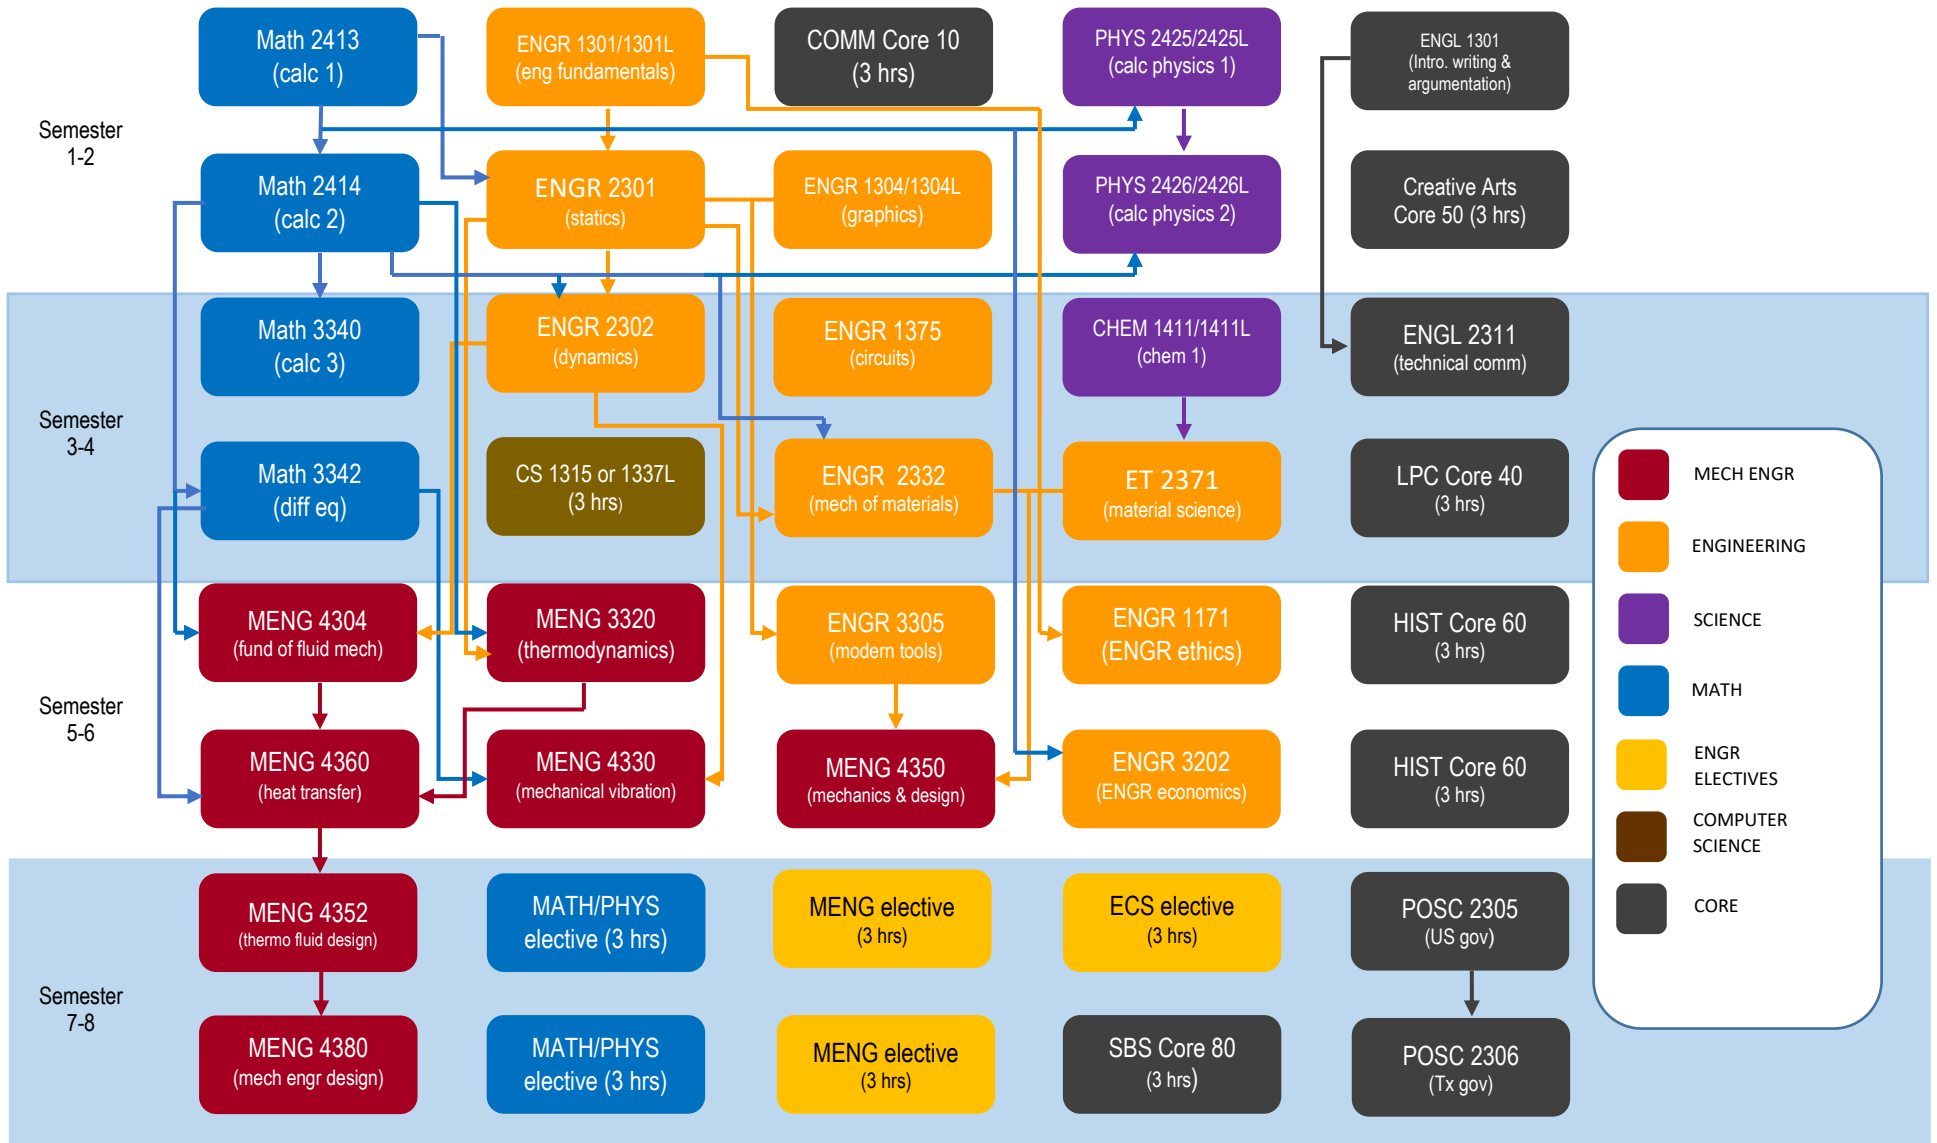 Math 2413
(calc 1)
ENGR 1301/1301L
(eng fundamentals)
COMM Core 10
(3 hrs)
PHYS 2425/2425L
(calc physics 1)
ENGL 1301
(Intro. writing &
argumentation)
Semester
1-2
Math 2414
(calc 2)
ENGR 2301
(statics)
ENGR 1304/1304L
(graphics)
PHYS 2426/2426L
(calc physics 2)
Creative Arts
Core 50 (3 hrs)
Math 3340
(calc 3)
ENGR 2302
(dynamics)
ENGR 1375
(circuits)
CHEM 1411/1411L
(chem 1)
ENGL 2311
(technical comm)
Semester
3-4
Math 3342
(diff eq)
CS 1315 or 1337L
(3 hrs)
ENGR 2332
(mech of materials)
ET 2371
(material science)
LPC Core 40
(3 hrs)
MENG 4304
(fund of fluid mech)
MENG 3320
(thermodynamics)
ENGR 3305
(modern tools)
ENGR 1171
(ENGR ethics)
HIST Core 60
(3 hrs)
Semester
5-6
MENG 4360
(heat transfer)
MENG 4330
(mechanical vibration)
MENG 4350
(mechanics & design)
ENGR 3202
(ENGR economics)
HIST Core 60
(3 hrs)
MENG 4352
(thermo fluid design)
MATH/PHYS
elective (3 hrs)
MENG elective
(3 hrs)
ECS elective
(3 hrs)
POSC 2305
(US gov)
Semester
7-8
MENG 4380
(mech engr design)
MATH/PHYS
elective (3 hrs)
MENG elective
(3 hrs)
SBS Core 80
(3 hrs)
POSC 2306
(Tx gov)
MECH ENGR
ENGINEERING
SCIENCE
MATH
ENGR
ELECTIVES
COMPUTER
SCIENCE
CORE